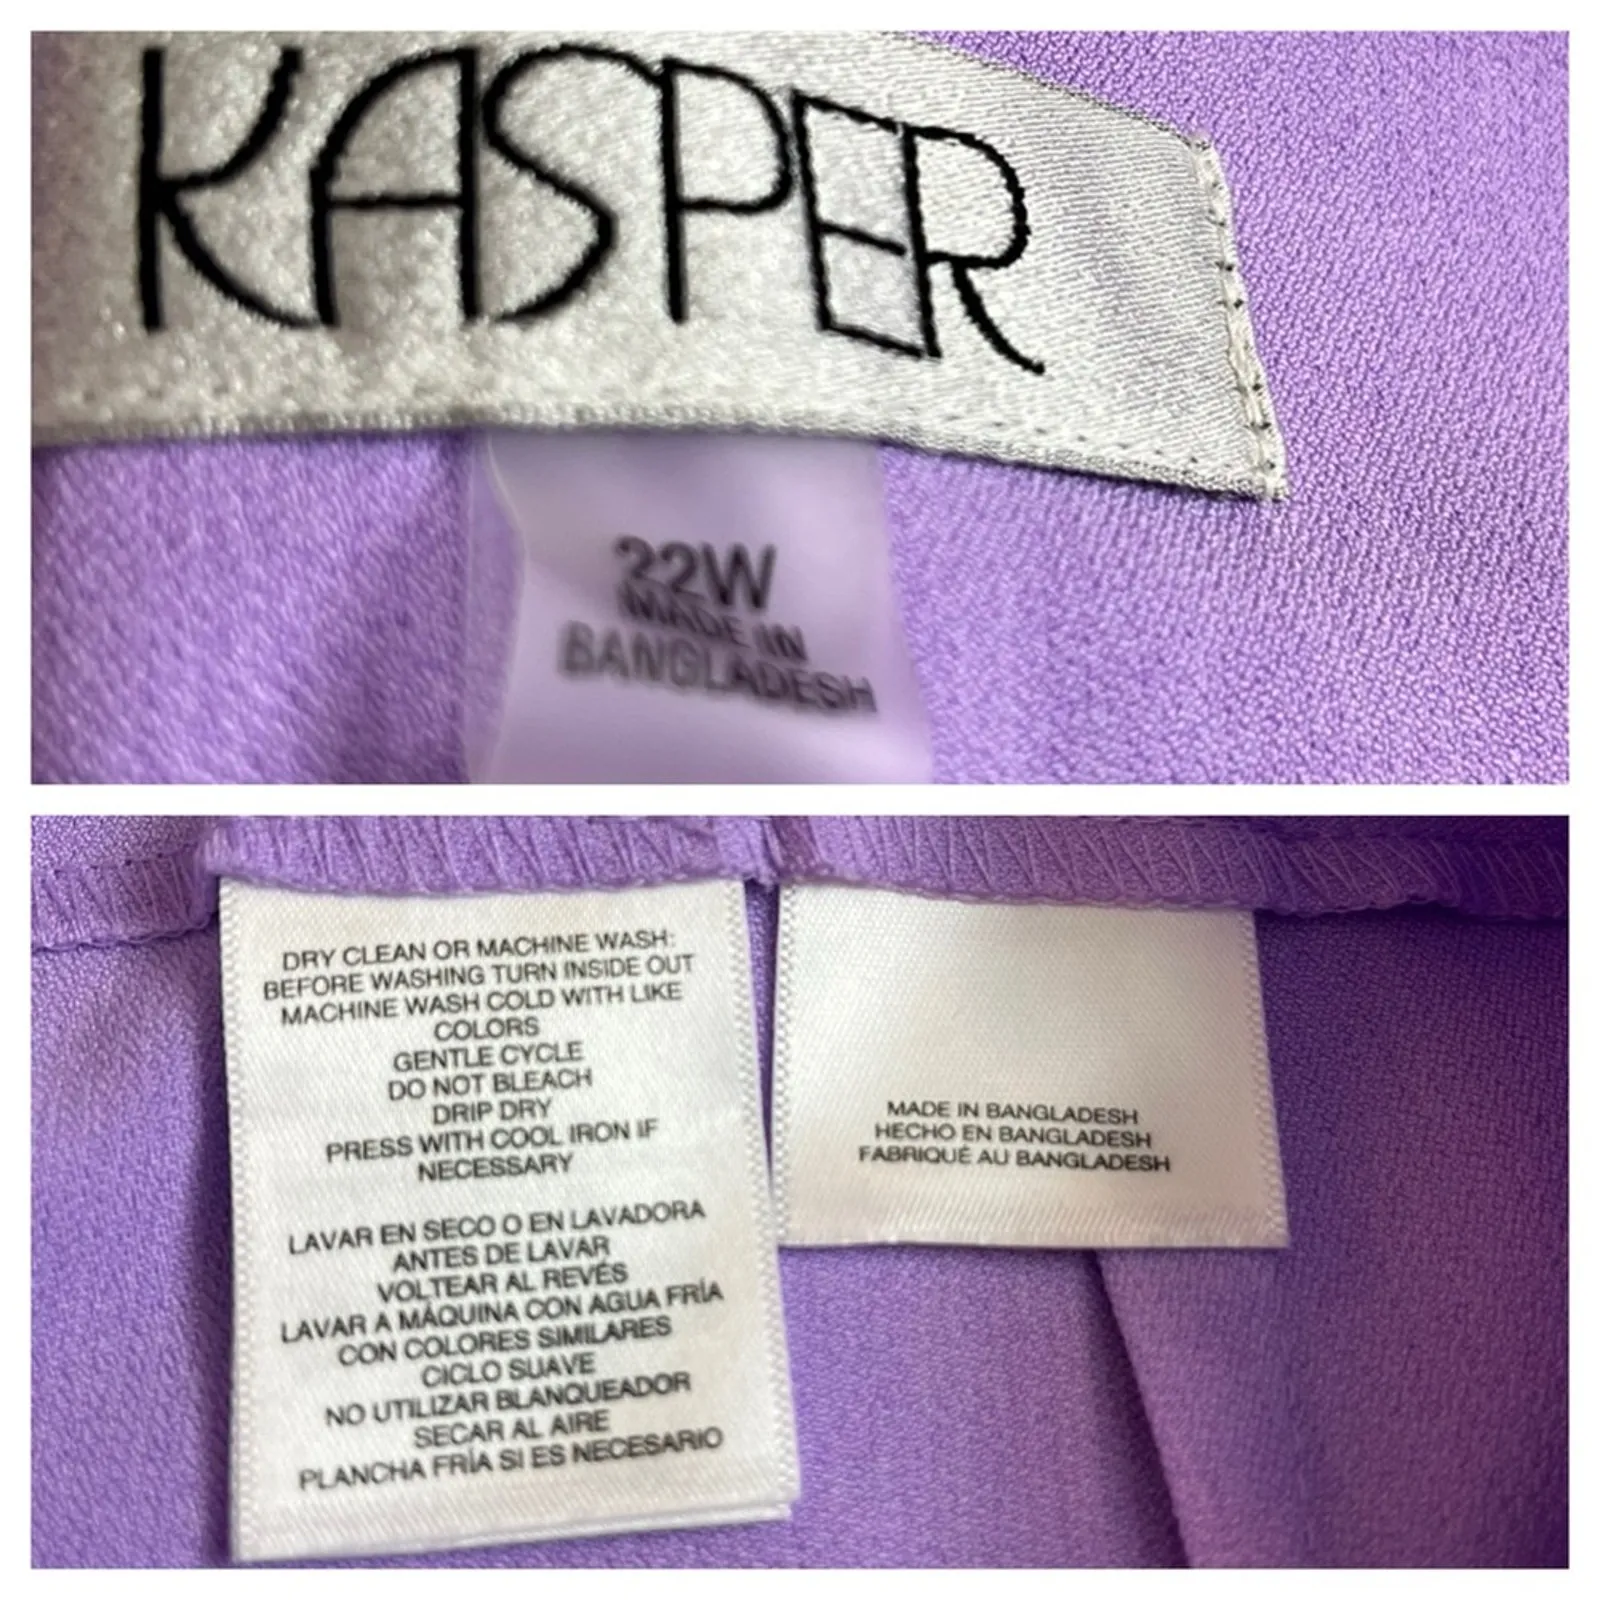 KASPER
22W
MADE IN
BANGLADESH
DRY CLEAN OR MACHINE WASH:
BEFORE WASHING TURN INSIDE OUT
MACHINE WASH COLD WITH LIKE
COLORS
GENTLE CYCLE
DO NOT BLEACH
DRIP DRY
PRESS WITH COOL IRON IF
NECESSARY
LAVAR EN SECO O EN LAVADORA
ANTES DE LAVAR
VOLTEAR AL REVÉS
LAVAR A MÁQUINA CON AGUA FRÍA
CON COLORES SIMILARES
CICLO SUAVE
NO UTILIZAR BLANQUEADOR
SECAR AL AIRE
PLANCHA FRÍA SI ES NECESARIO
MADE IN BANGLADESH
HECHO EN BANGLADESH
FABRIQUÉ AU BANGLADESH